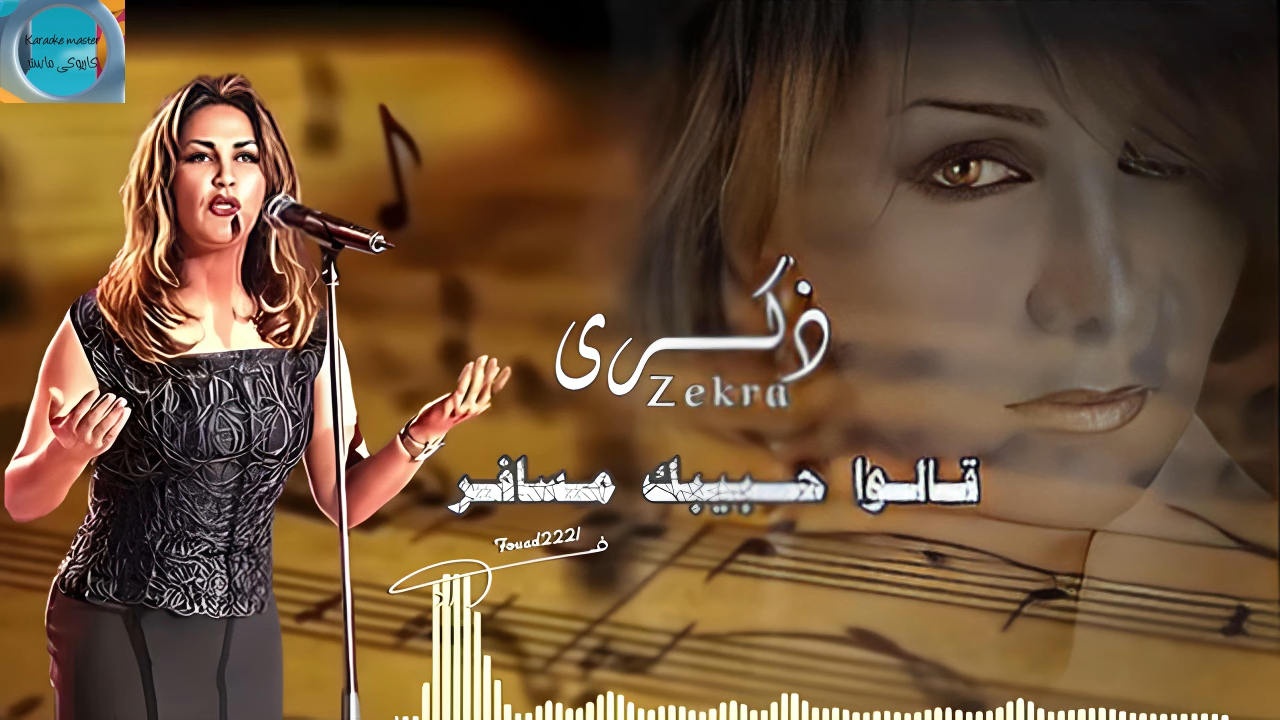 Karaoke master
كاريوكي ماستر
ذكرى
Zekra
قالوا حبيبك مسافر
Fouad2221